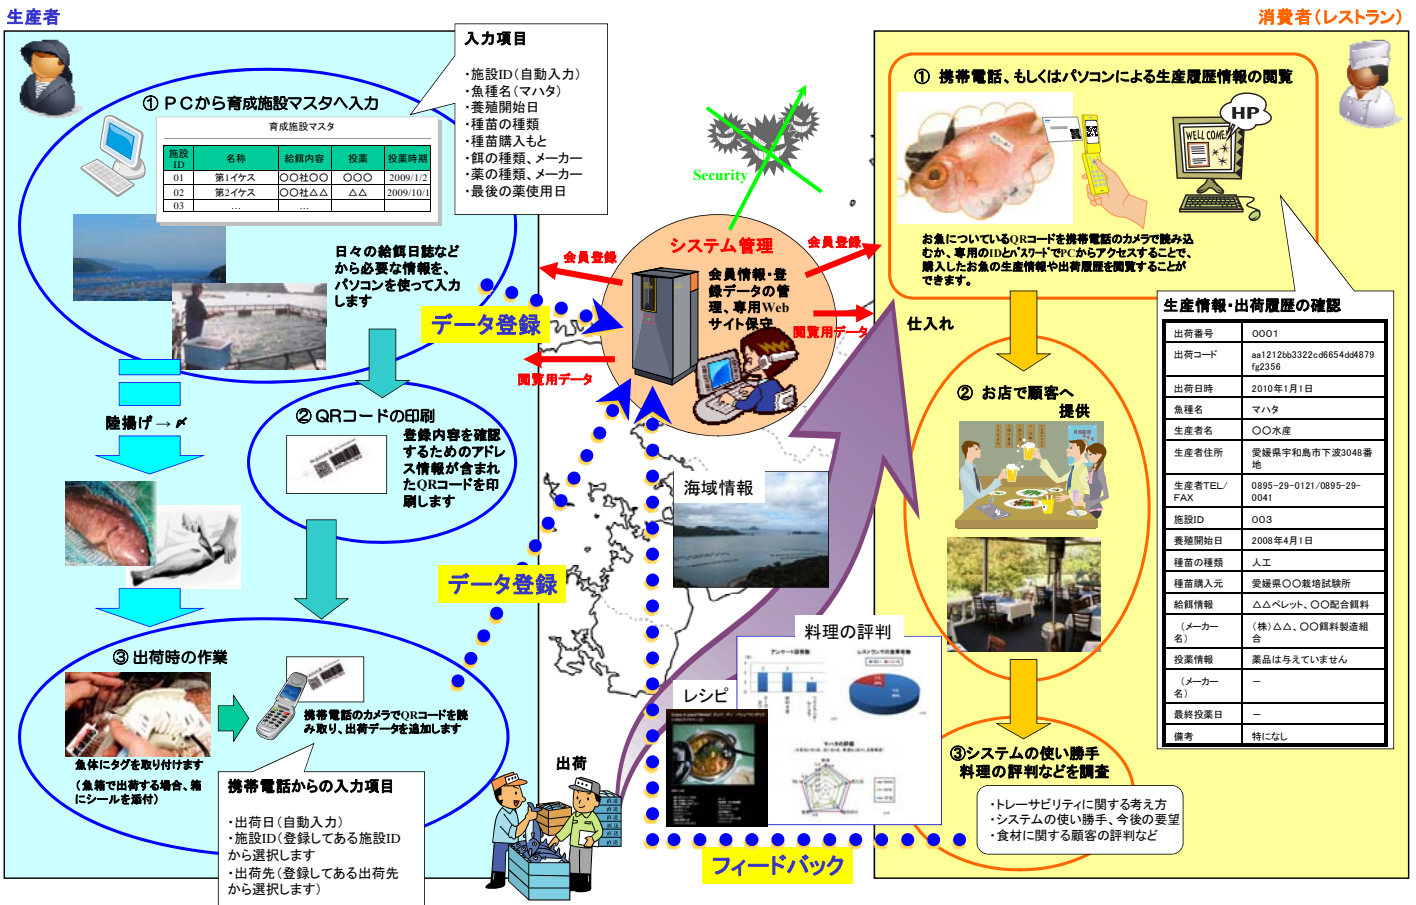 生産者
消費者（レストラン）
① ＰＣから育成施設マスタへ入力
育成施設マスタ
施設ID 名称 給餌内容 投薬 投薬時期
01 第1イケス 〇〇社〇〇 〇〇〇 2009/1/2
02 第2イケス 〇〇社△△ △△ 2009/10/1
03 … …
入力項目
・施設ID（自動入力）
・魚種名（マハタ）
・養殖開始日
・種苗の種類
・種苗購入もと
・餌の種類、メーカー
・薬の種類、メーカー
・最後の薬使用日
日々の給餌日誌など
から必要な情報を、
パソコンを使って入力
します
陸揚げ → 〆
② QRコードの印刷
登録内容を確認
するためのアドレ
ス情報が含まれ
たQRコードを印
刷します
③ 出荷時の作業
魚体にタグを取り付けます
（魚箱で出荷する場合、箱
にシールを添付）
携帯電話のカメラでQRコードを読
み取り、出荷データを追加します
携帯電話からの入力項目
・出荷日（自動入力）
・施設ID（登録してある施設ID
から選択します
・出荷先（登録してある出荷先
から選択します）
Security
システム管理
会員情報・登
録データの管
理、専用Web
サイト保守
会員登録
会員登録
閲覧用データ
閲覧用データ
データ登録
データ登録
海域情報
料理の評判
アンケート回答数
レストランでの食事有無
マハタの評価
レシピ
出荷
直送
直送
直送
直送
フィードバック
① 携帯電話、もしくはパソコンによる生産履歴情報の閲覧
WELL COME!
HP
お魚についているQRコードを携帯電話のカメラで読み込
むか、専用のIDとパスワードでPCからアクセスすることで、
購入したお魚の生産情報や出荷履歴を閲覧することが
できます。
仕入れ
② お店で顧客へ
提供
③システムの使い勝手
料理の評判などを調査
・トレーサビリティに関する考え方
・システムの使い勝手、今後の要望
・食材に関する顧客の評判など
生産情報・出荷履歴の確認
出荷番号 0001
出荷コード aa1212bb3322cd6654dd4879
fg2356
出荷日時 2010年1月1日
魚種名 マハタ
生産者名 〇〇水産
生産者住所 愛媛県宇和島市下波3048番
地
生産者TEL/ 0895-29-0121/0895-29-
FAX 0041
施設ID 003
養殖開始日 2008年4月1日
種苗の種類 人工
種苗購入元 愛媛県〇〇栽培試験所
給餌情報 △△ペレット、〇〇配合餌料
（メーカー （株）△△、〇〇餌料製造組
名） 合
投薬情報 薬品は与えていません
（メーカー －
名）
最終投薬日 －
備考 特になし